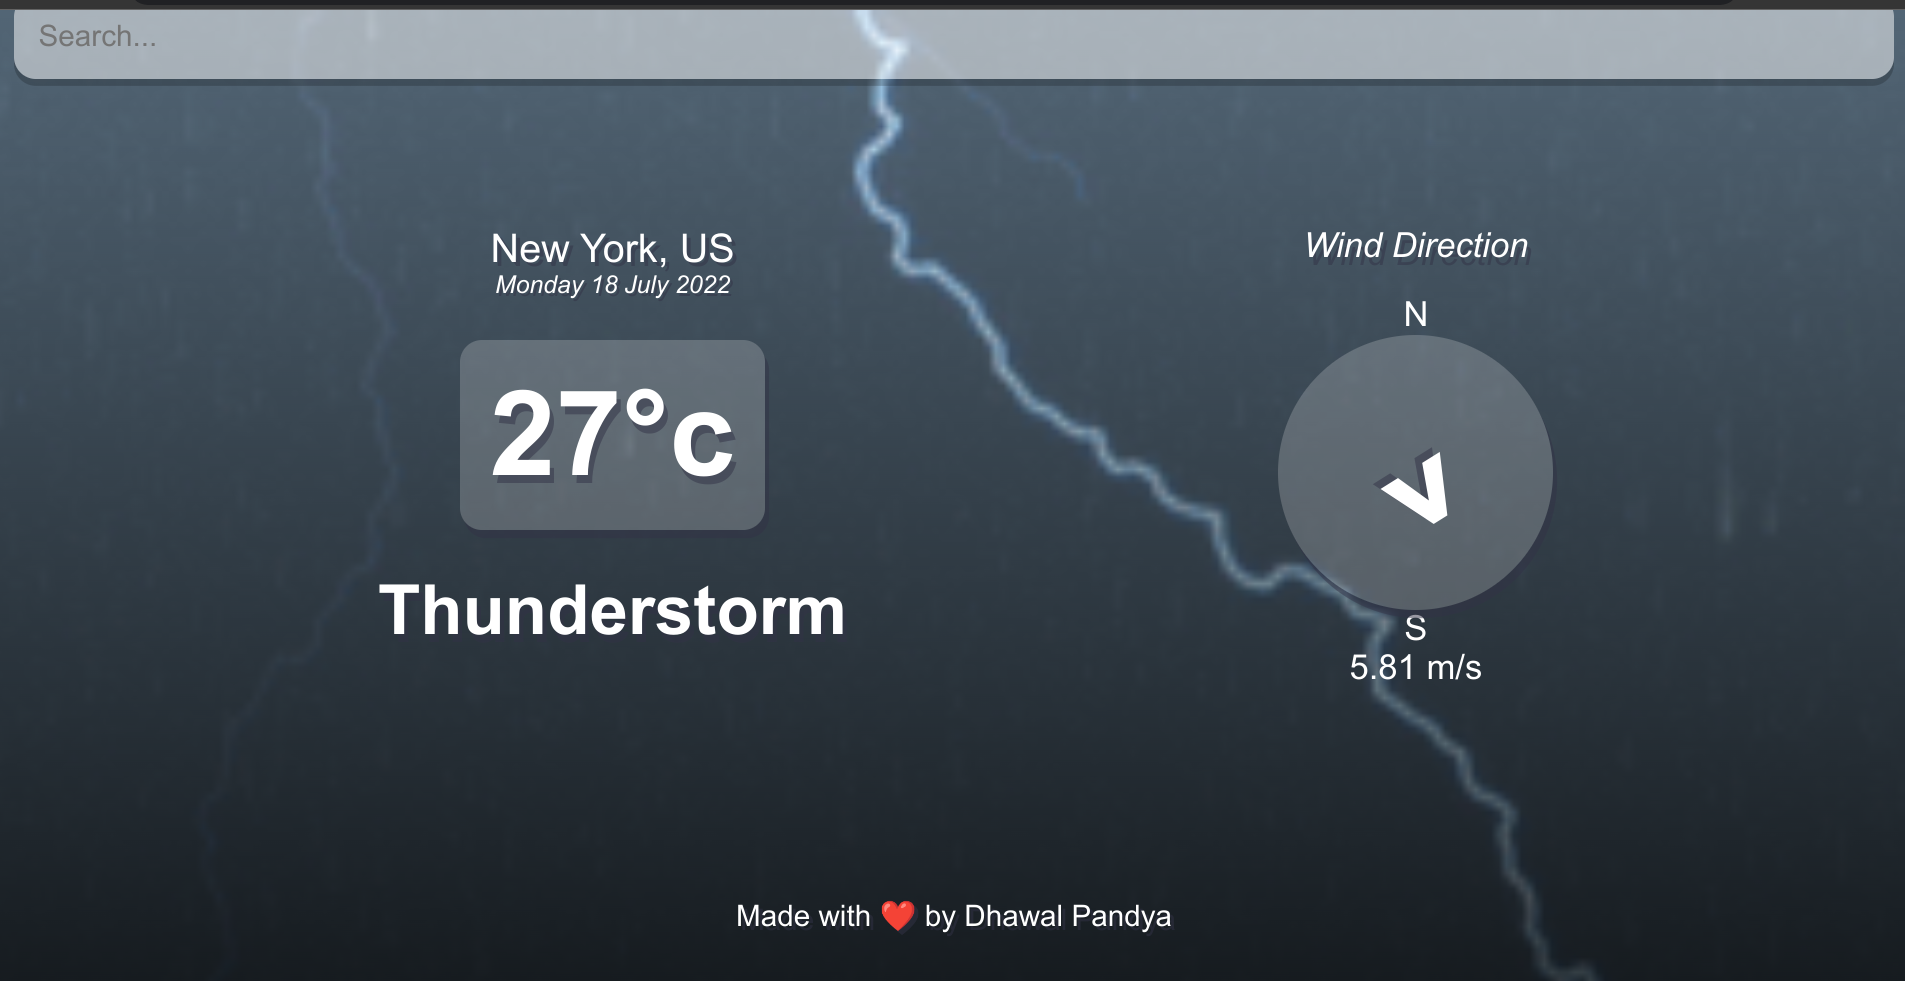 Search...
New York, US
Monday 18 July 2022
27°c
Thunderstorm
Wind Direction
N
S
5.81 m/s
Made with ❤️ by Dhawal Pandya